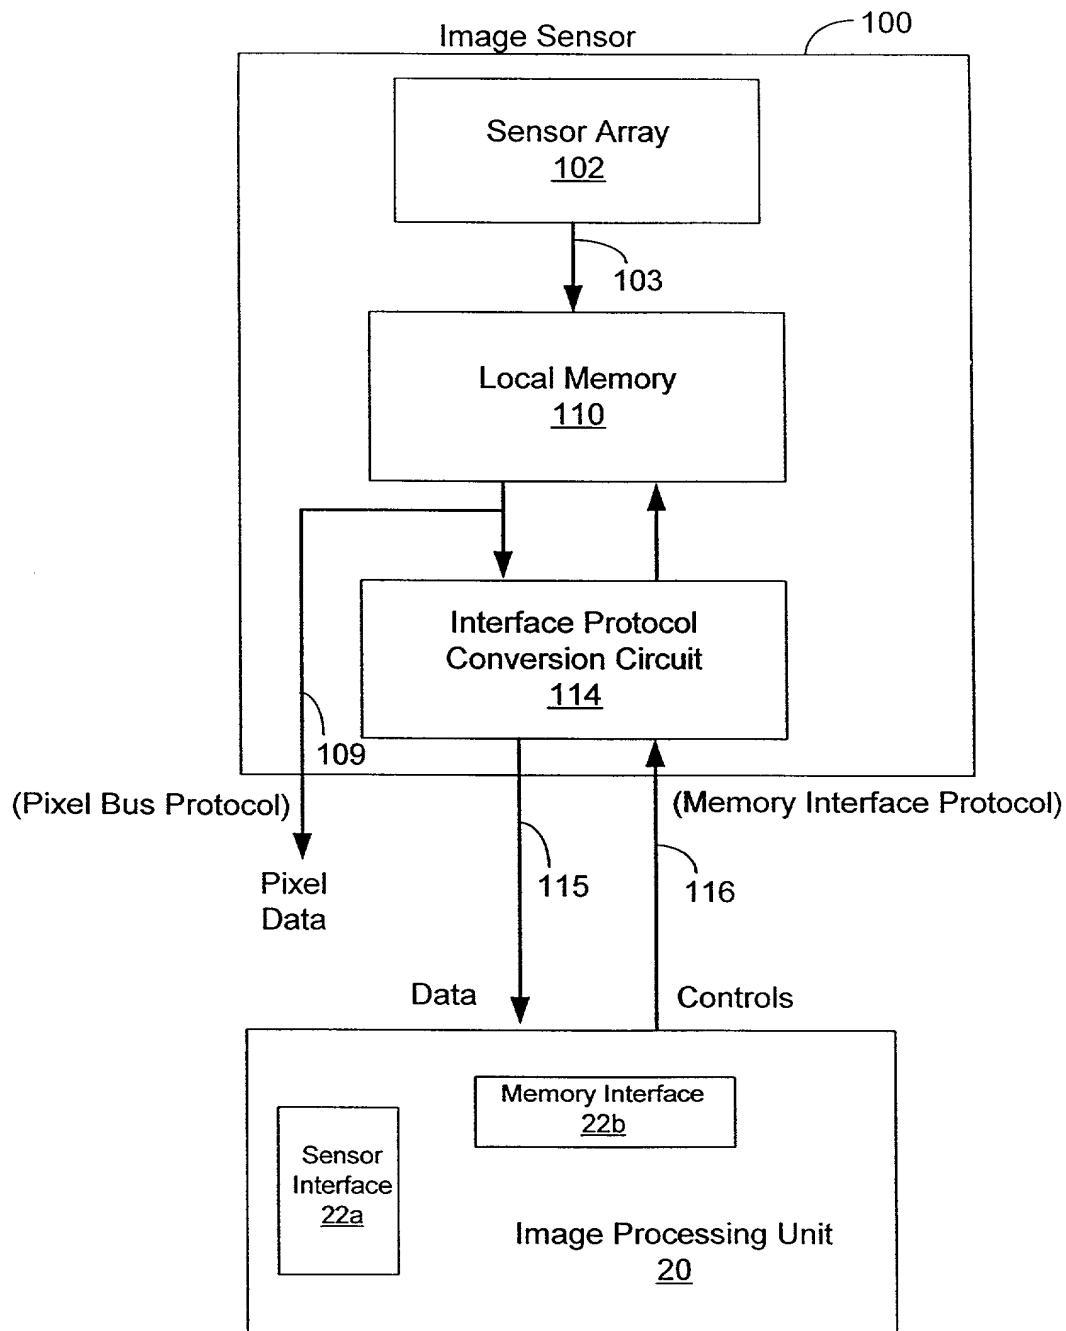 Image Sensor
100
Sensor Array
102
103
Local Memory
110
Interface Protocol
Conversion Circuit
114
109
(Pixel Bus Protocol)
(Memory Interface Protocol)
Pixel
Data
115
116
Data
Controls
Memory Interface
22b
Sensor
Interface
22a
Image Processing Unit
20